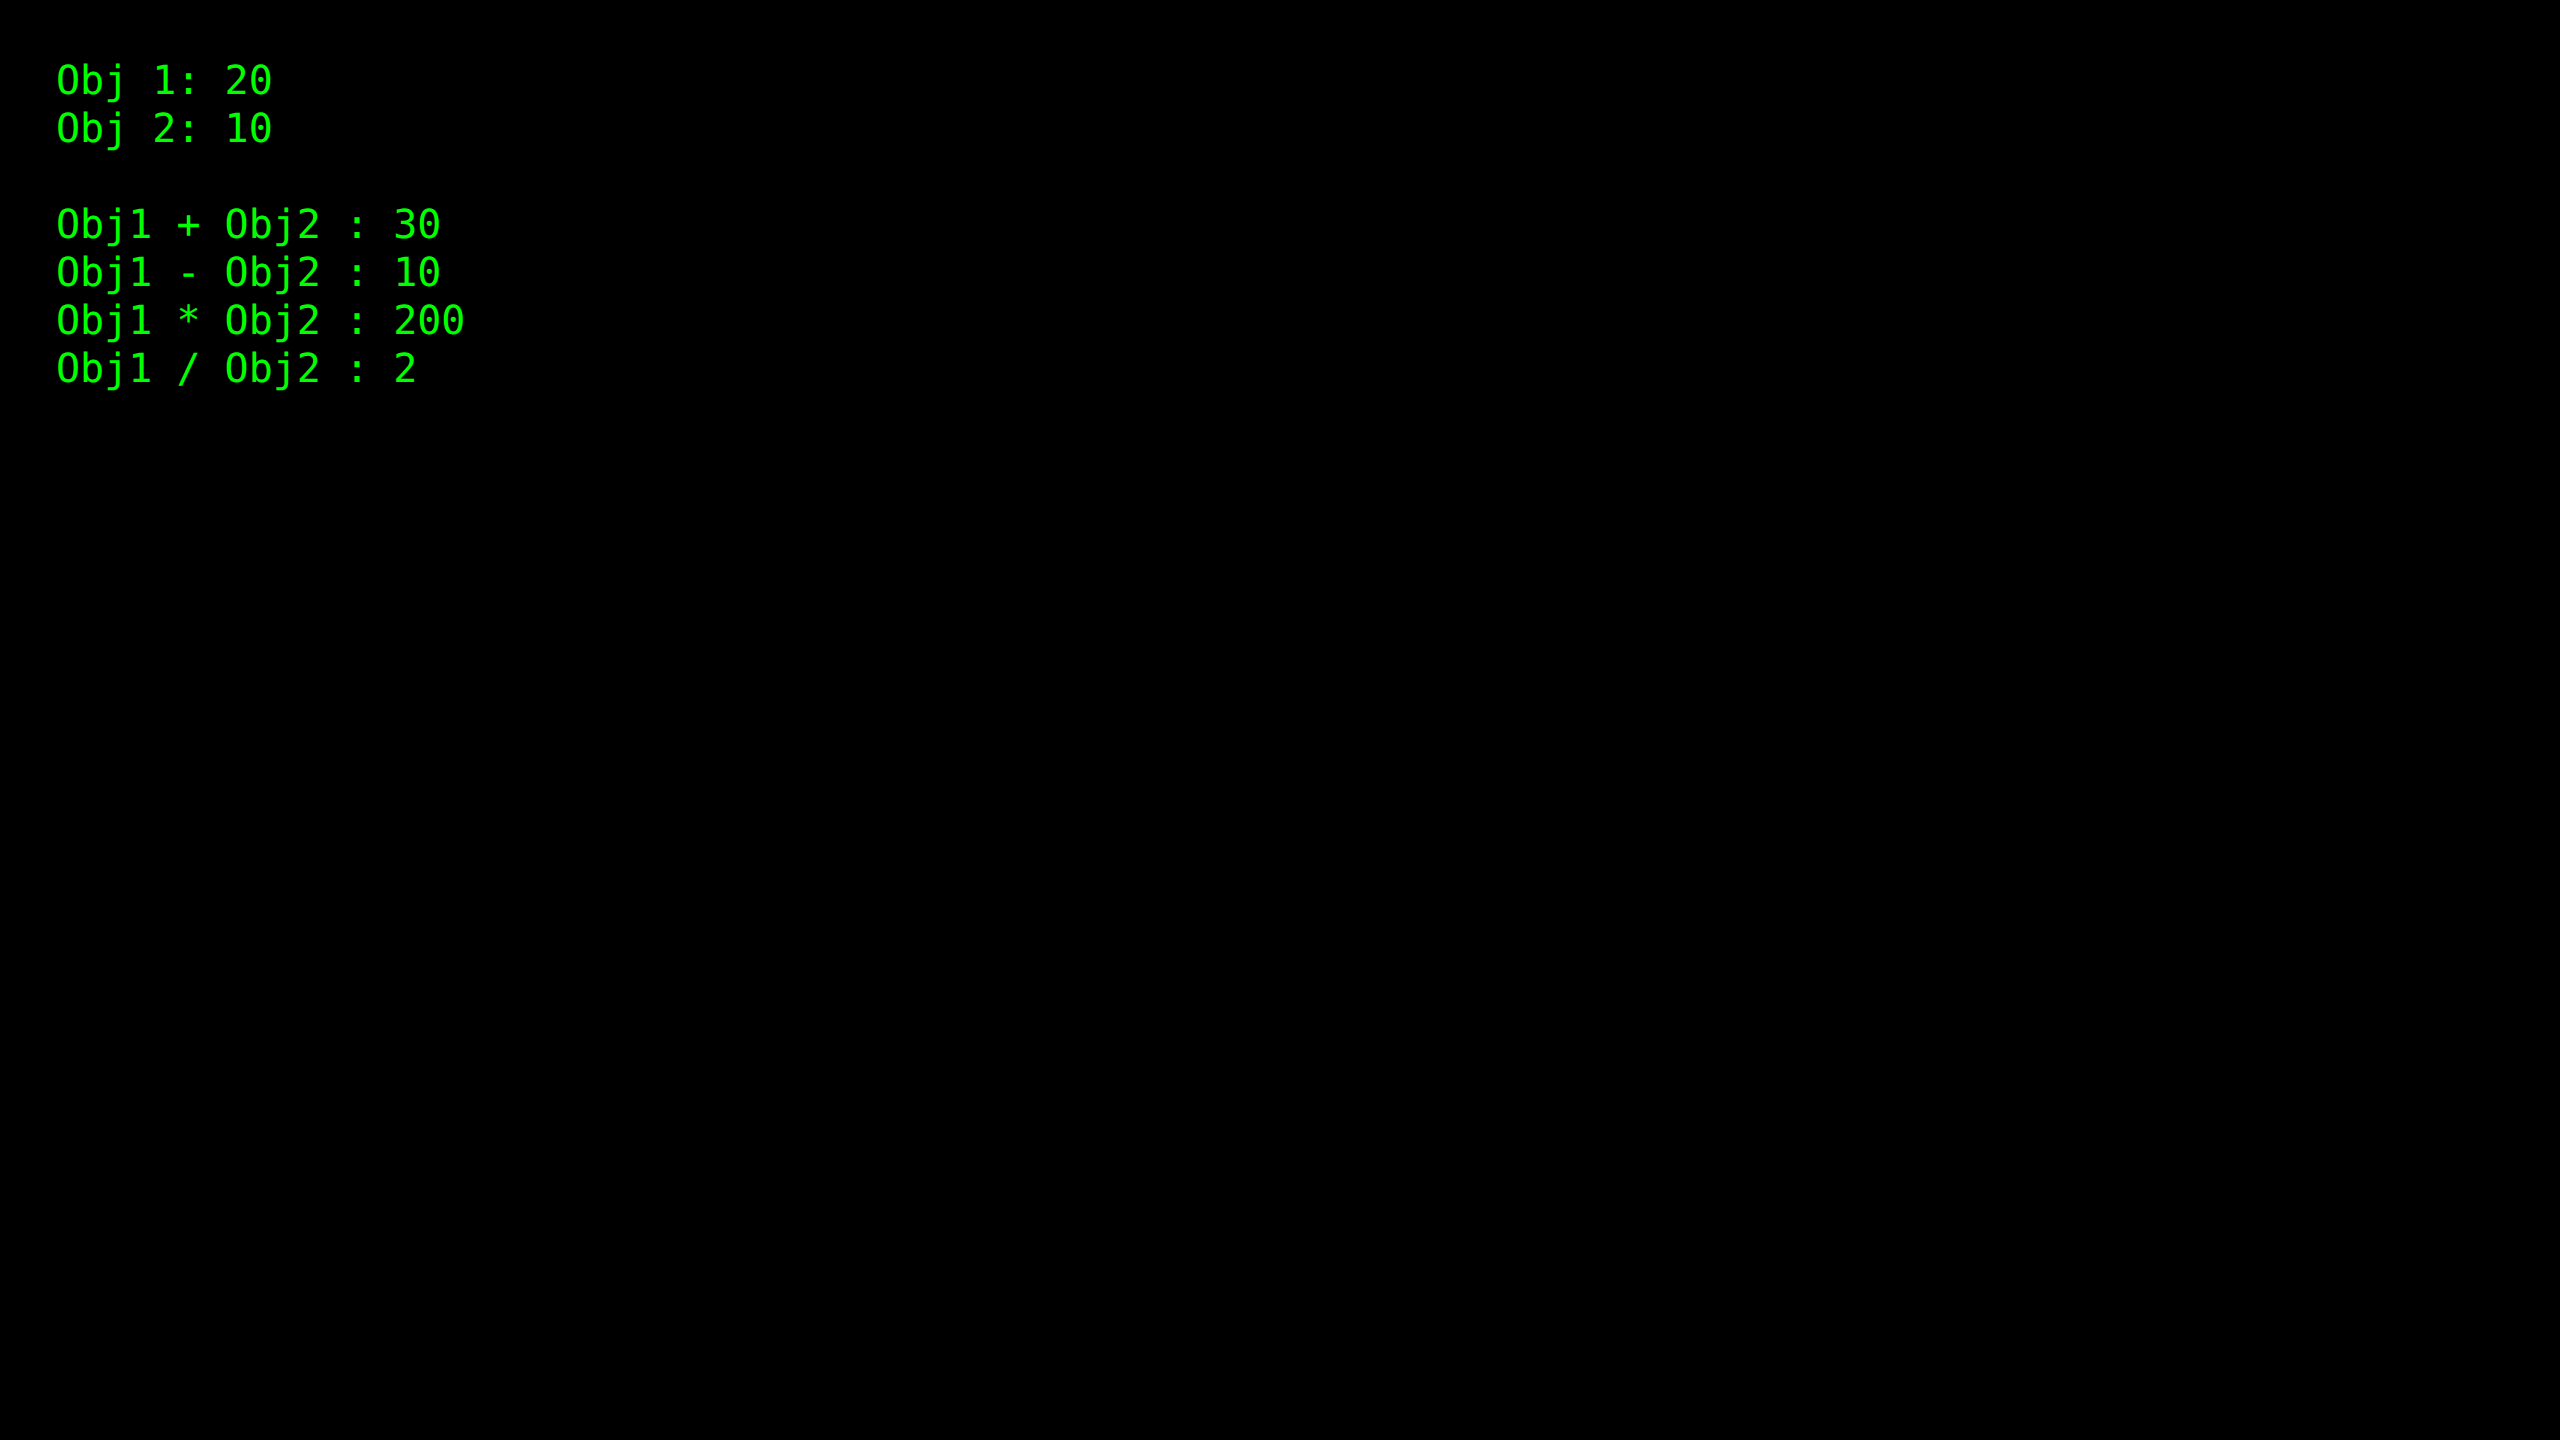 Obj 1: 20
Obj 2: 10
Obj1 + Obj2 : 30
Obj1 - Obj2 : 10
Obj1 * Obj2 : 200
Obj1 / Obj2 : 2